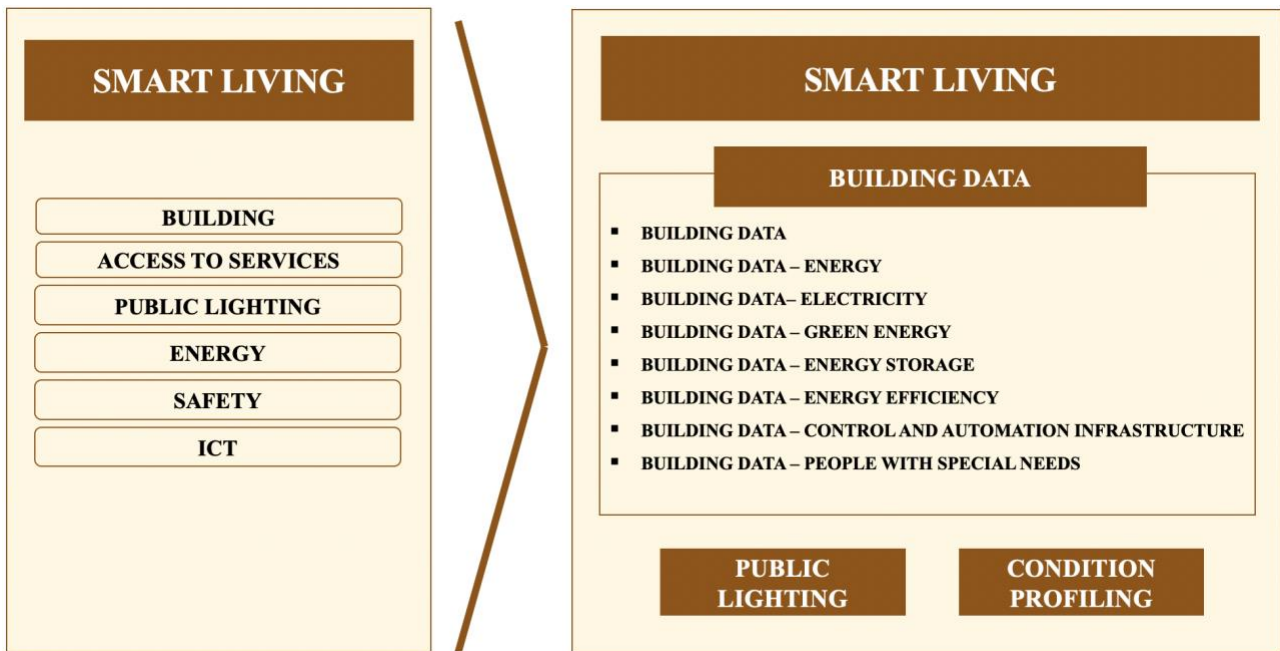 SMART LIVING
BUILDING
ACCESS TO SERVICES
PUBLIC LIGHTING
ENERGY
SAFETY
ICT
SMART LIVING
BUILDING DATA
▪ BUILDING DATA
▪ BUILDING DATA – ENERGY
▪ BUILDING DATA– ELECTRICITY
▪ BUILDING DATA – GREEN ENERGY
▪ BUILDING DATA – ENERGY STORAGE
▪ BUILDING DATA – ENERGY EFFICIENCY
▪ BUILDING DATA – CONTROL AND AUTOMATION INFRASTRUCTURE
▪ BUILDING DATA – PEOPLE WITH SPECIAL NEEDS
PUBLIC
LIGHTING
CONDITION
PROFILING